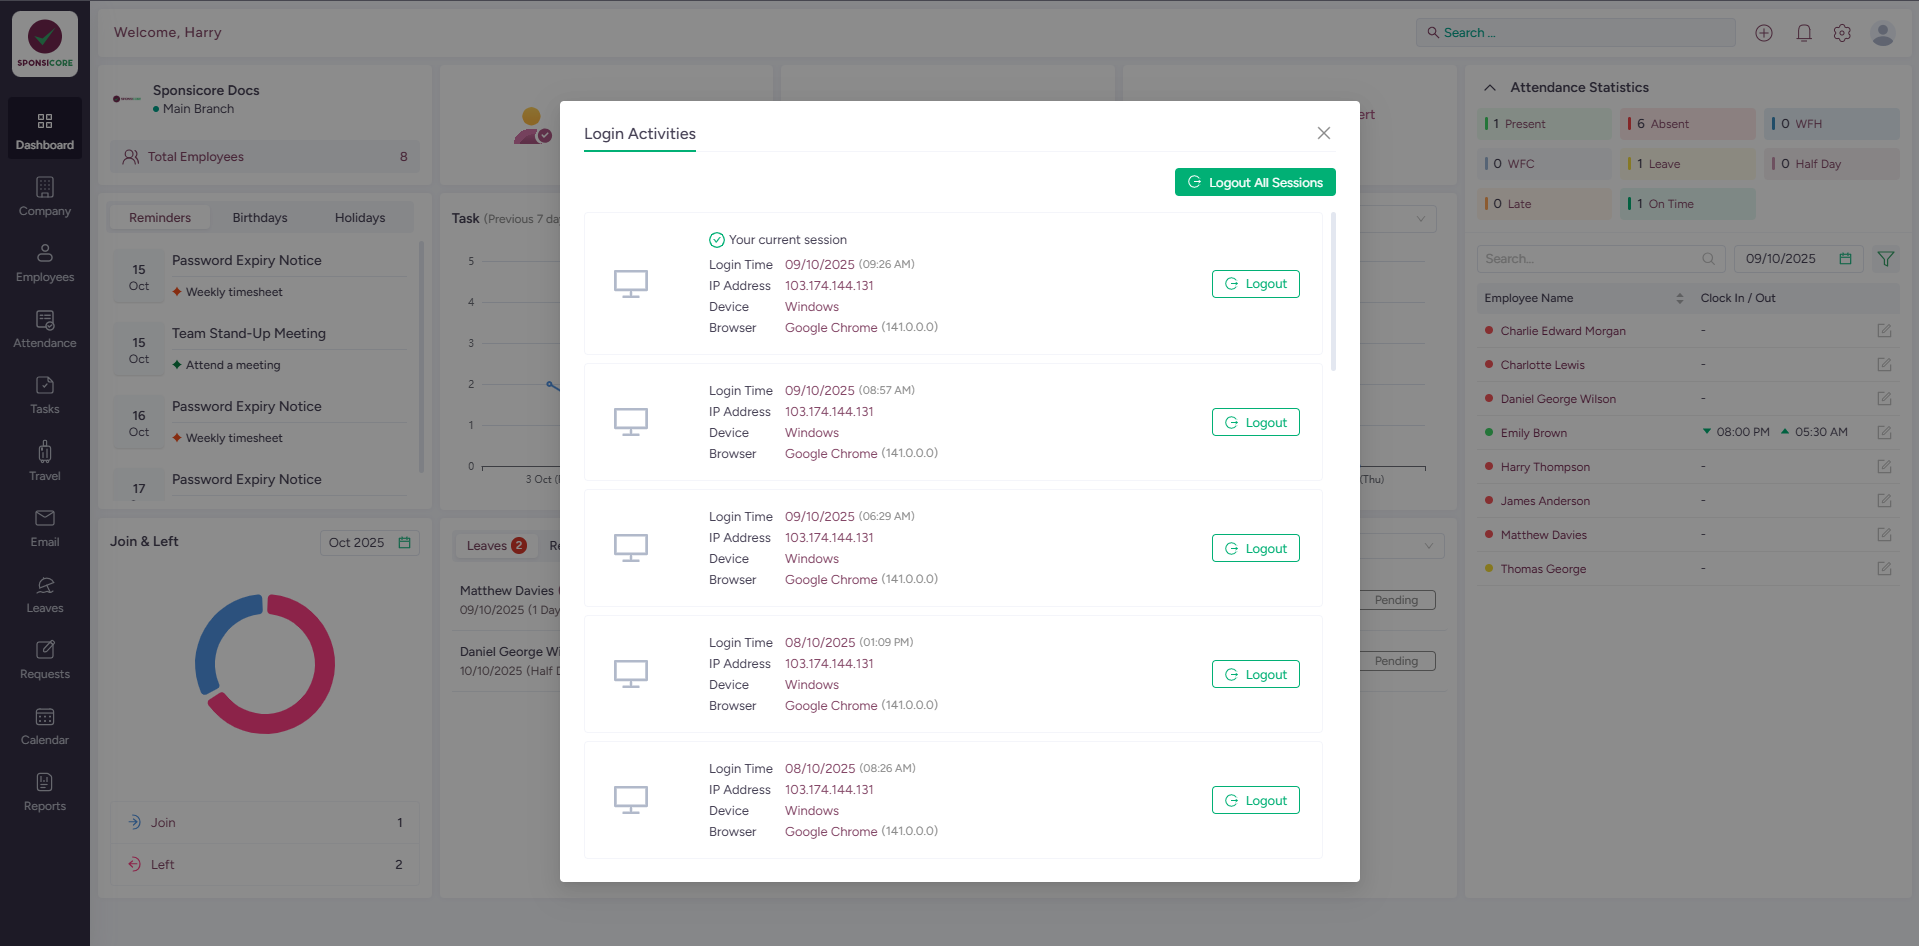 SPONSICORE
Welcome, Harry
Search ...
Dashboard
Company
Employees
Attendance
Tasks
Travel
Email
Leaves
Requests
Calendar
Reports
Sponsicore Docs
Main Branch
Total Employees 8
Reminders Birthdays Holidays
15 Oct Password Expiry Notice
Weekly timesheet
15 Oct Team Stand-Up Meeting
Attend a meeting
16 Oct Password Expiry Notice
Weekly timesheet
17 Password Expiry Notice
Join & Left Oct 2025
Join 1
Left 2
Task (Previous 7
5
4
3
2
1
0
3 Oct
(Thu)
Leaves 2
Matthew Davies
09/10/2025 (1 Day
10/10/2025 (Half
Daniel George
Pending
Pending
Login Activities
Logout All Sessions
Your current session
Login Time 09/10/2025 (09:26 AM)
IP Address 103.174.144.131
Device Windows
Browser Google Chrome (141.0.0.0)
Logout
Login Time 09/10/2025 (08:57 AM)
IP Address 103.174.144.131
Device Windows
Browser Google Chrome (141.0.0.0)
Logout
Login Time 09/10/2025 (06:29 AM)
IP Address 103.174.144.131
Device Windows
Browser Google Chrome (141.0.0.0)
Logout
Login Time 08/10/2025 (01:09 PM)
IP Address 103.174.144.131
Device Windows
Browser Google Chrome (141.0.0.0)
Logout
Login Time 08/10/2025 (08:26 AM)
IP Address 103.174.144.131
Device Windows
Browser Google Chrome (141.0.0.0)
Logout
Attendance Statistics
1 Present 6 Absent 0 WFH
0 WFC 1 Leave 0 Half Day
0 Late 1 On Time
Search... 09/10/2025
Employee Name Clock In / Out
Charlie Edward Morgan -
Charlotte Lewis -
Daniel George Wilson -
Emily Brown 08:00 PM 05:30 AM
Harry Thompson -
James Anderson -
Matthew Davies -
Thomas George -